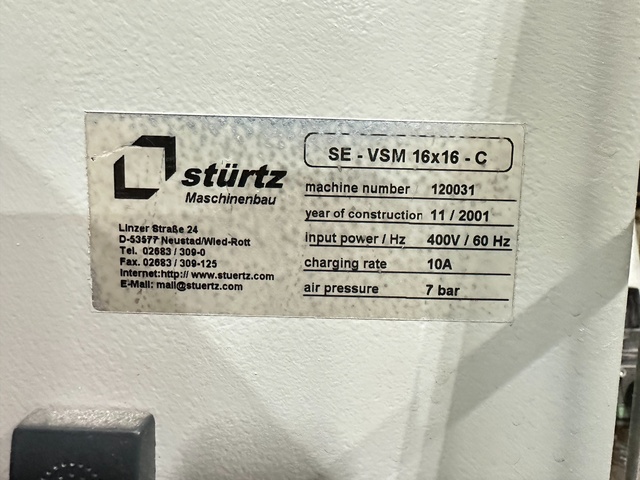 stürtz
Maschinenbau
Linzer Straße 24
D-53577 Neustad/Wied-Rott
Tel. 02683 / 309-0
Fax. 02683 / 309-125
Internet:http:// www.stuertz.com
E-Mail: mail@stuertz.com
SE - VSM 16x16 - C
machine number 120031
year of construction 11 / 2001
input power / Hz 400V / 60 Hz
charging rate 10A
air pressure 7 bar